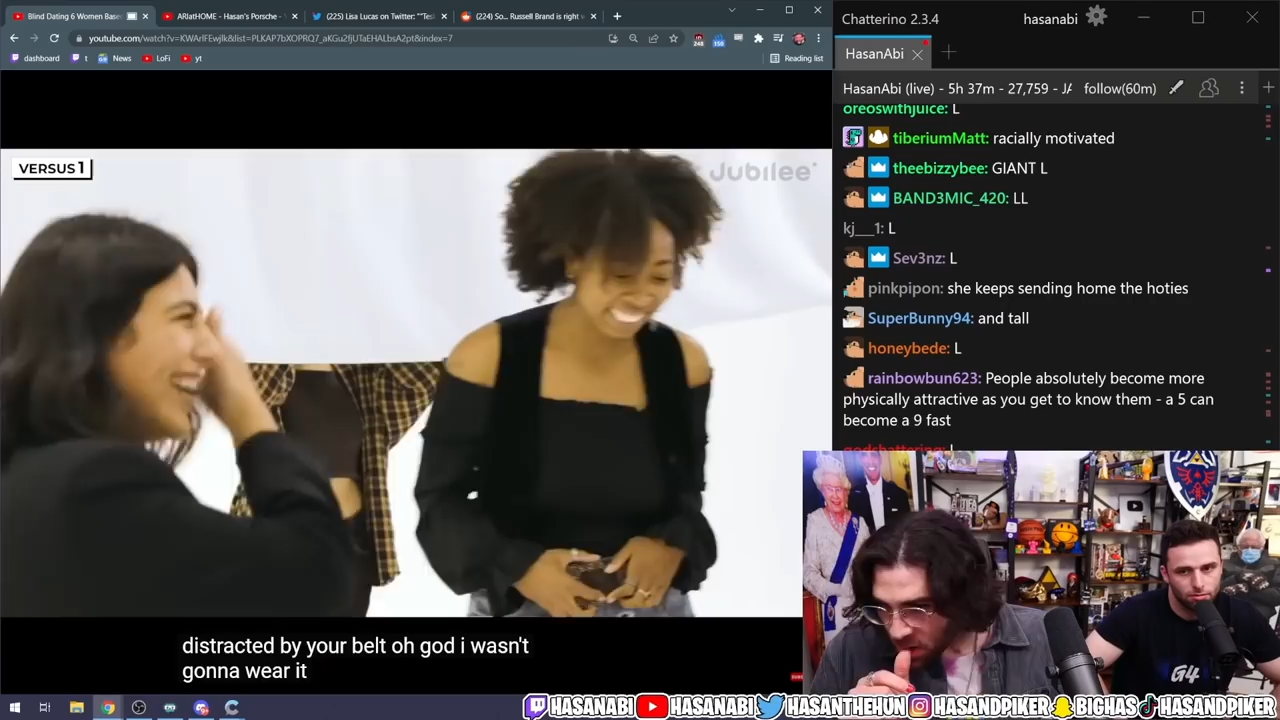 Blind Dating 6 Women Base
ARIatHOME - Hasan's Porsche -
(225) Lisa Lucas on Twitter: "
(224) So... Russell Brand is right
youtube.com/watch?v=KWArlFEwjlk&list=PLKAP7bXOPRQ7_aKGu2fjUTaEHALbsA2pt&index=7
dashboard
t
News
LoFi
yt
Reading list
VERSUS 1
Jubilee
distracted by your belt oh god i wasn't
gonna wear it
Chatterino 2.3.4
hasanabi
HasanAbi
HasanAbi (live) - 5h 37m - 27,759 - JA
follow(60m)
oreoswithjuice: L
tiberiumMatt: racially motivated
theebizzybee: GIANT L
BAND3MIC_420: LL
kj___1: L
Sev3nz: L
pinkpipon: she keeps sending home the hoties
SuperBunny94: and tall
honeybede: L
rainbowbun623: People absolutely become more
physically attractive as you get to know them - a 5 can
become a 9 fast
G4
HASANABI
HASANABI
HASANTHEHUN
HASANDPIKER
BIGHAS
HASANDPIKER